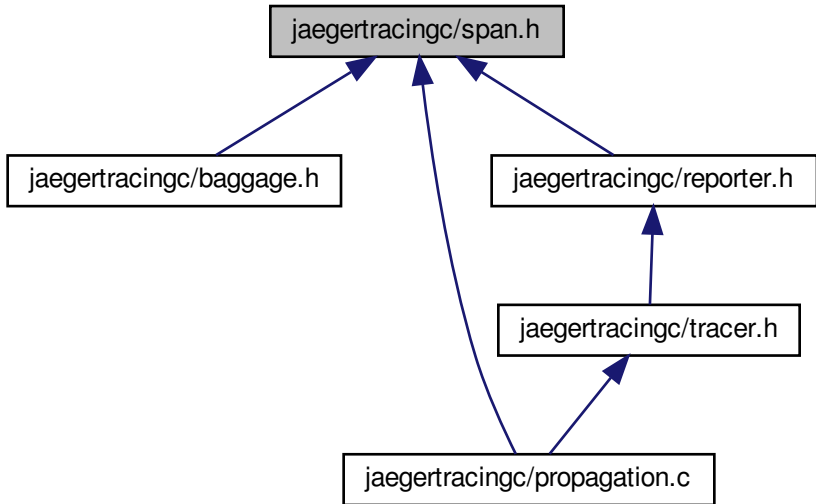 jaegertracingc/span.h
jaegertracingc/baggage.h
jaegertracingc/reporter.h
jaegertracingc/tracer.h
jaegertracingc/propagation.c